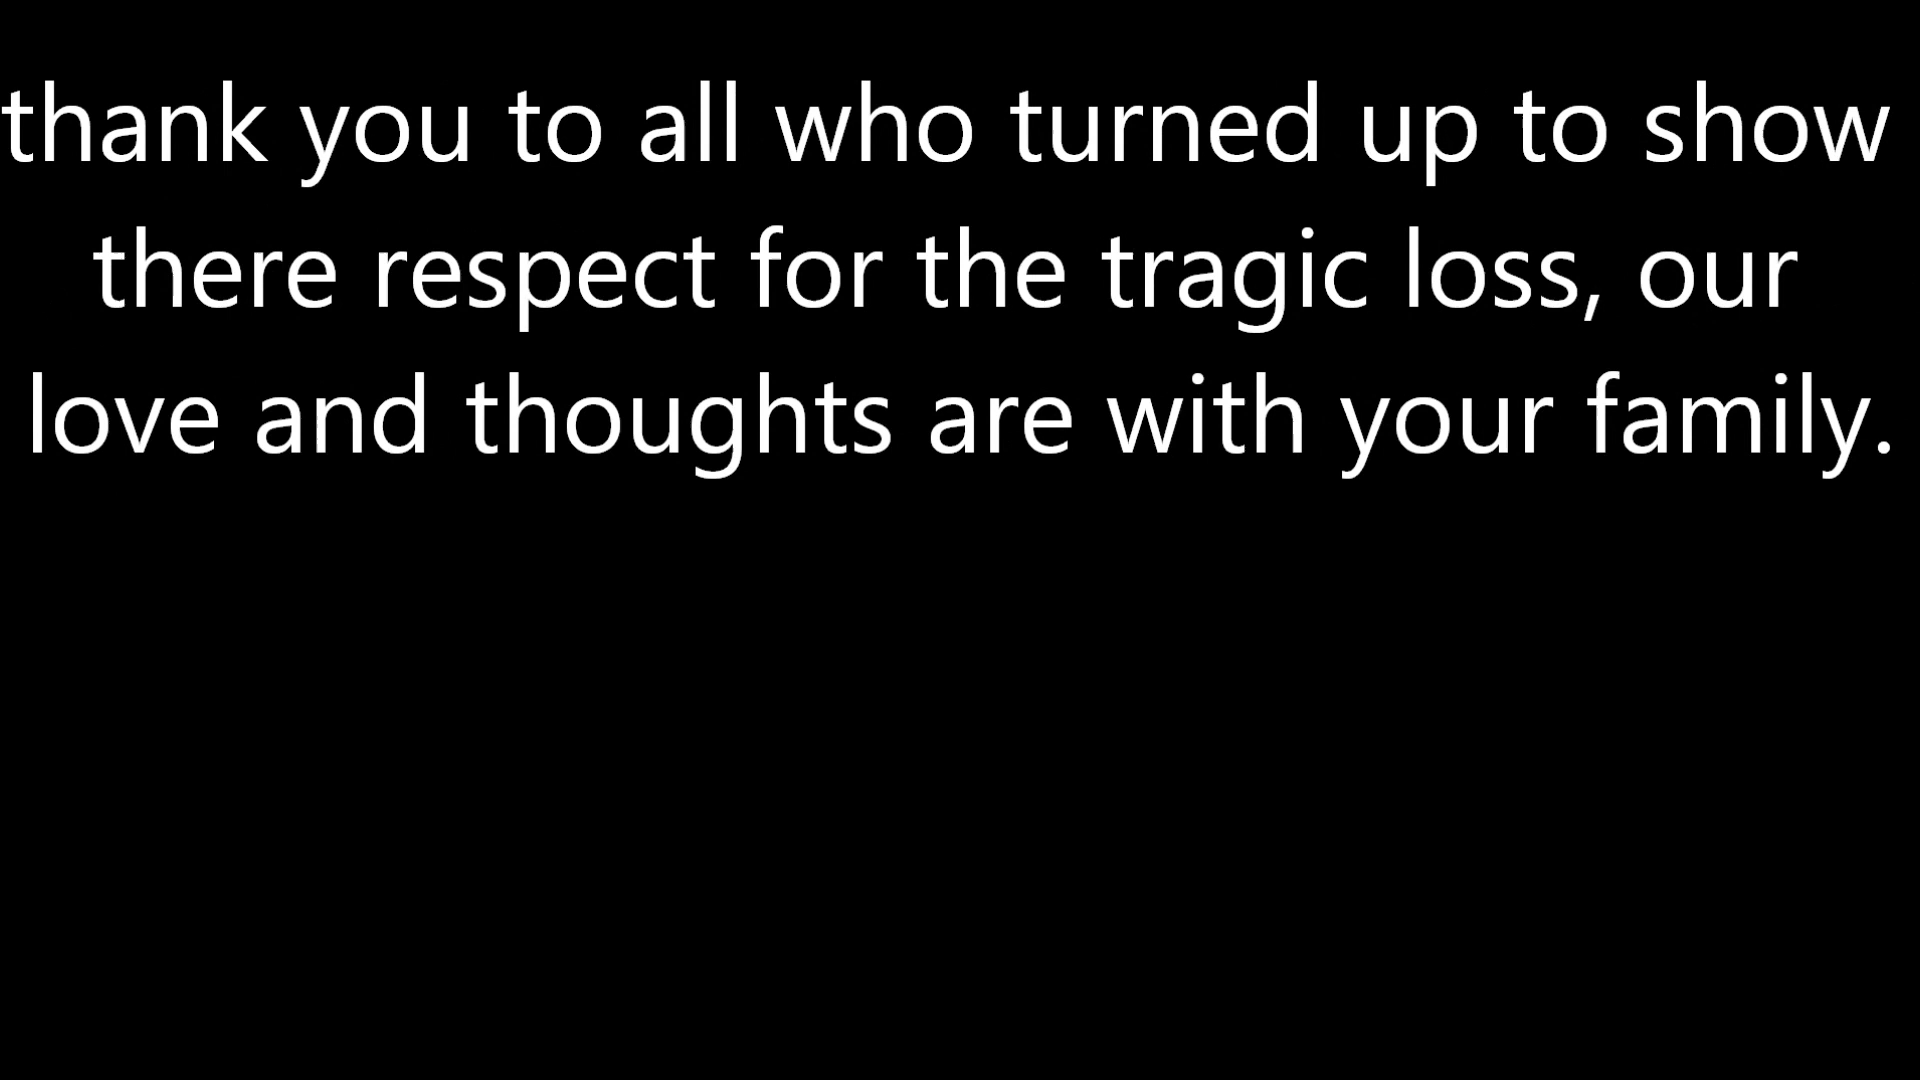 thank you to all who turned up to show
there respect for the tragic loss, our
love and thoughts are with your family.